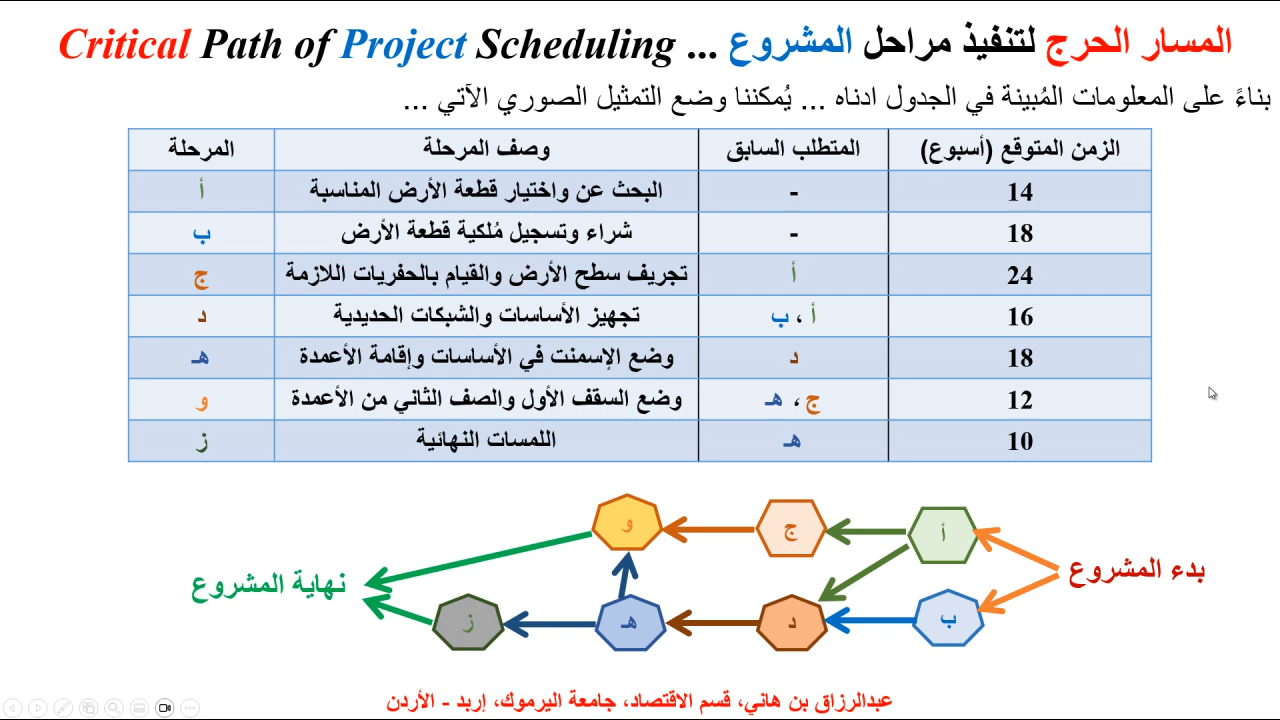 المسار الحرج لتنفيذ مراحل المشروع ... Critical Path of Project Scheduling
بناءً على المعلومات المُبينة في الجدول ادناه ... يُمكننا وضع التمثيل الصوري الآتي ...
المرحلة وصف المرحلة المتطلب السابق الزمن المتوقع (أسبوع)
أ البحث عن واختيار قطعة الأرض المناسبة - 14
ب شراء وتسجيل مُلكية قطعة الأرض - 18
ج تجريف سطح الأرض والقيام بالحفريات اللازمة أ 24
د تجهيز الأساسات والشبكات الحديدية أ ، ب 16
هـ وضع الإسمنت في الأساسات وإقامة الأعمدة د 18
و وضع السقف الأول والصف الثاني من الأعمدة ج ، هـ 12
ز اللمسات النهائية هـ 10
أ ج و
بدء المشروع نهاية المشروع
ب د هـ ز
عبدالرزاق بن هاني، قسم الاقتصاد، جامعة اليرموك، إربد - الأردن